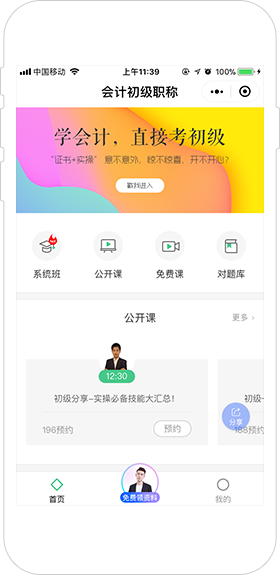 中国移动 上午11:39 100%
会计初级职称
学会计，直接考初级
"证书+实操" 意不意外，惊不惊喜，开不开心？
戳我进入
系统班 公开课 免费课 对题库
公开课 更多 >
12:30
初级分享-实操必备技能大汇总！ 初级-
196预约 预约 188预约
分享
首页 免费领资料 我的